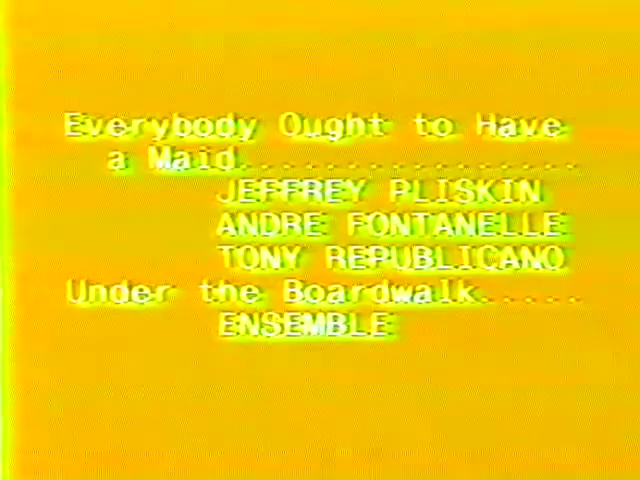 Everybody Ought to Have
a Maid.................
JEFFREY PLISKIN
ANDRE FONTANELLE
TONY REPUBLICANO
Under the Boardwalk.....
ENSEMBLE